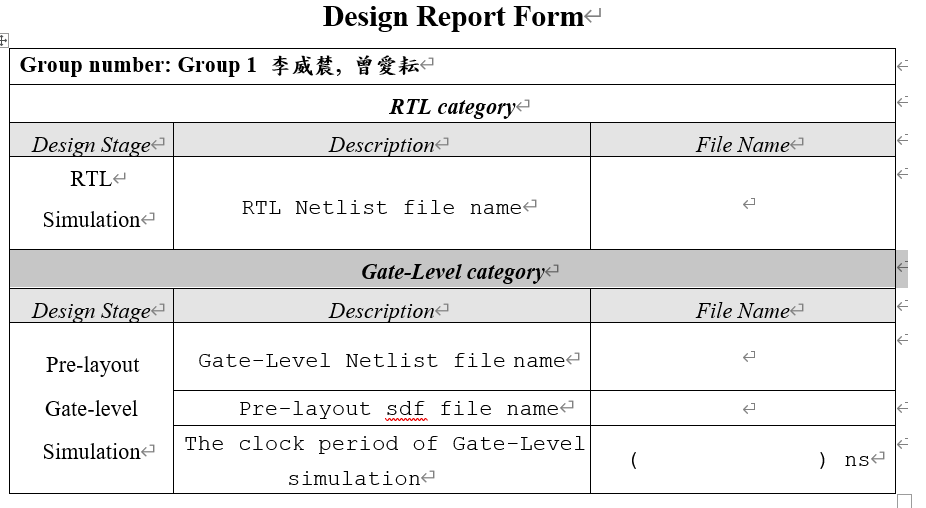 Design Report Form
Group number: Group 1 李威辳, 曾愛耘
RTL category
Design Stage Description File Name
RTL
Simulation
RTL Netlist file name
Gate-Level category
Design Stage Description File Name
Pre-layout
Gate-level
Simulation
Gate-Level Netlist file name
Pre-layout sdf file name
The clock period of Gate-Level
simulation
( ) ns